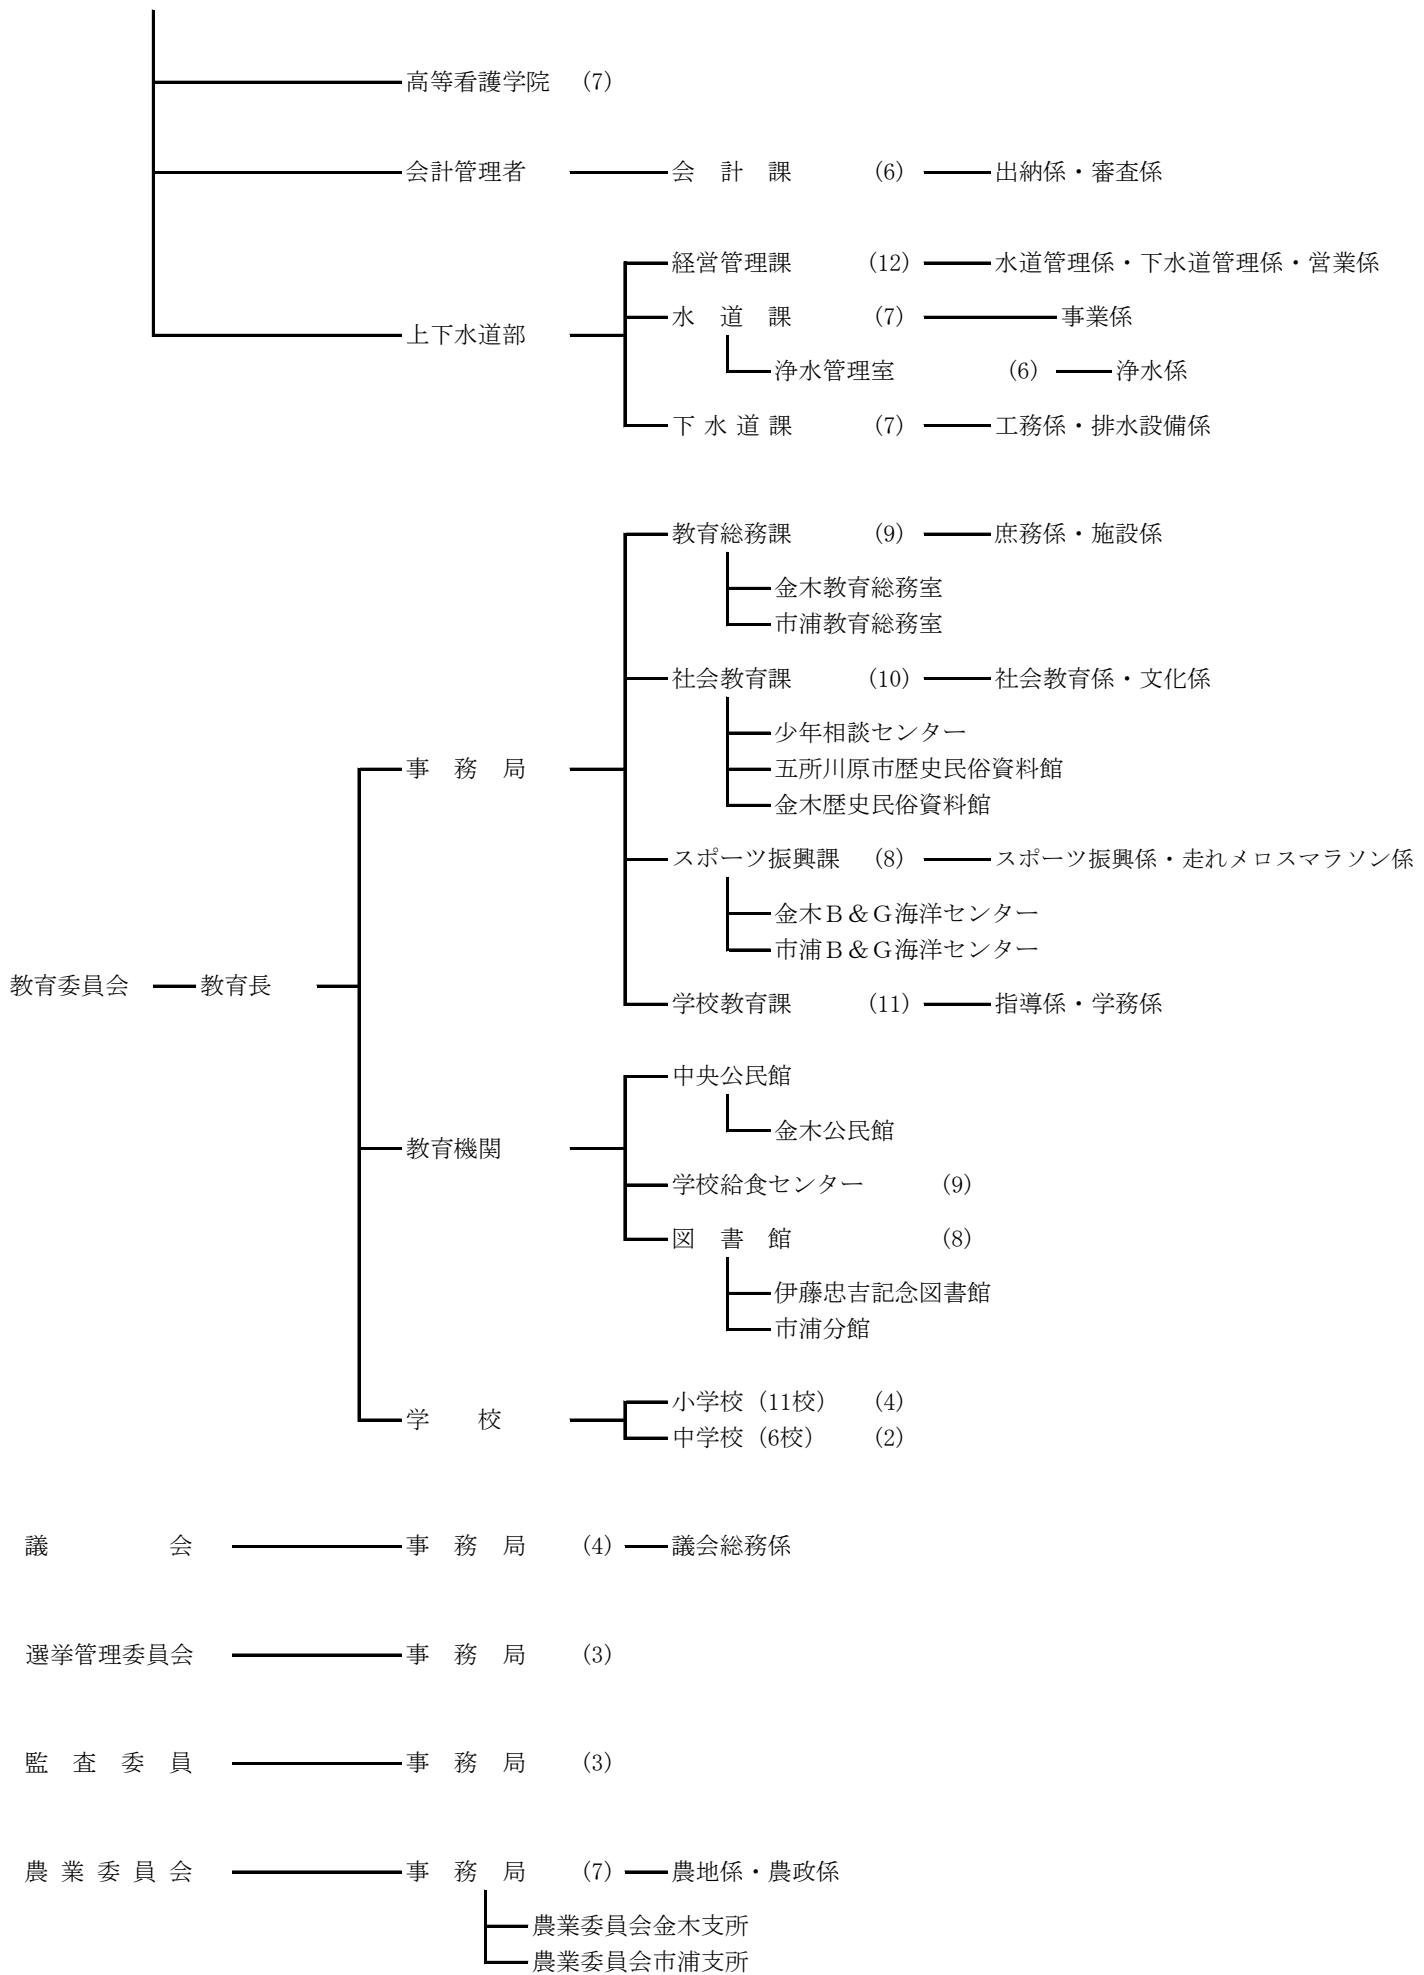 高等看護学院 (7)
会計管理者 会計課 (6) 出納係・審査係
経営管理課 (12) 水道管理係・下水道管理係・営業係
水道課 (7) 事業係
上下水道部
浄水管理室 (6) 浄水係
下水道課 (7) 工務係・排水設備係
教育総務課 (9) 庶務係・施設係
金木教育総務室
市浦教育総務室
社会教育課 (10) 社会教育係・文化係
少年相談センター
事務局 五所川原市歴史民俗資料館
金木歴史民俗資料館
スポーツ振興課 (8) スポーツ振興係・走れメロスマラソン係
金木B&G海洋センター
市浦B&G海洋センター
教育委員会 教育長
学校教育課 (11) 指導係・学務係
中央公民館
金木公民館
教育機関
学校給食センター (9)
図書館 (8)
伊藤忠吉記念図書館
市浦分館
小学校(11校) (4)
学校
中学校(6校) (2)
議会 事務局 (4) 議会総務係
選挙管理委員会 事務局 (3)
監査委員 事務局 (3)
農業委員会 事務局 (7) 農地係・農政係
農業委員会金木支所
農業委員会市浦支所